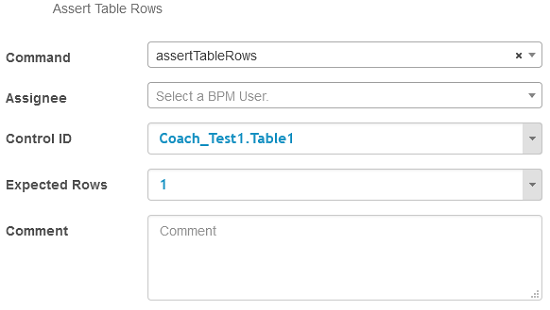 Assert Table Rows
Command assertTableRows × 
Assignee Select a BPM User.
Control ID Coach_Test1.Table1
Expected Rows 1
Comment Comment